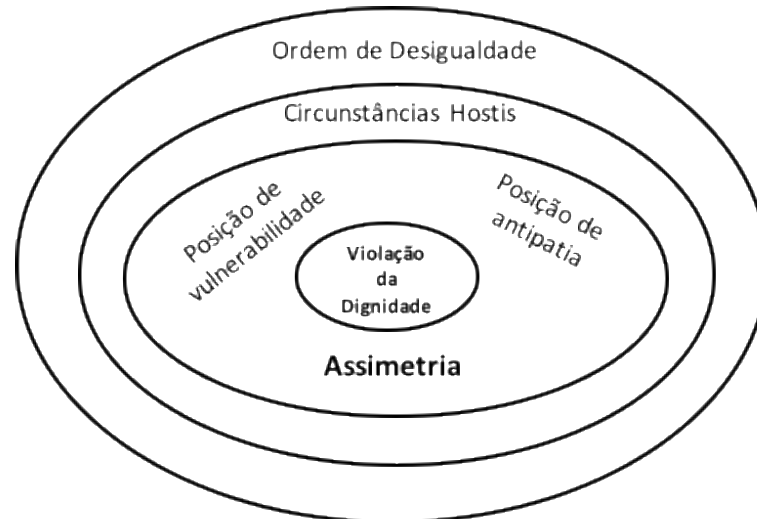 Ordem de Desigualdade
Circunstâncias Hostis
Posição de
vulnerabilidade
Posição de
antipatia
Violação
da
Dignidade
Assimetria